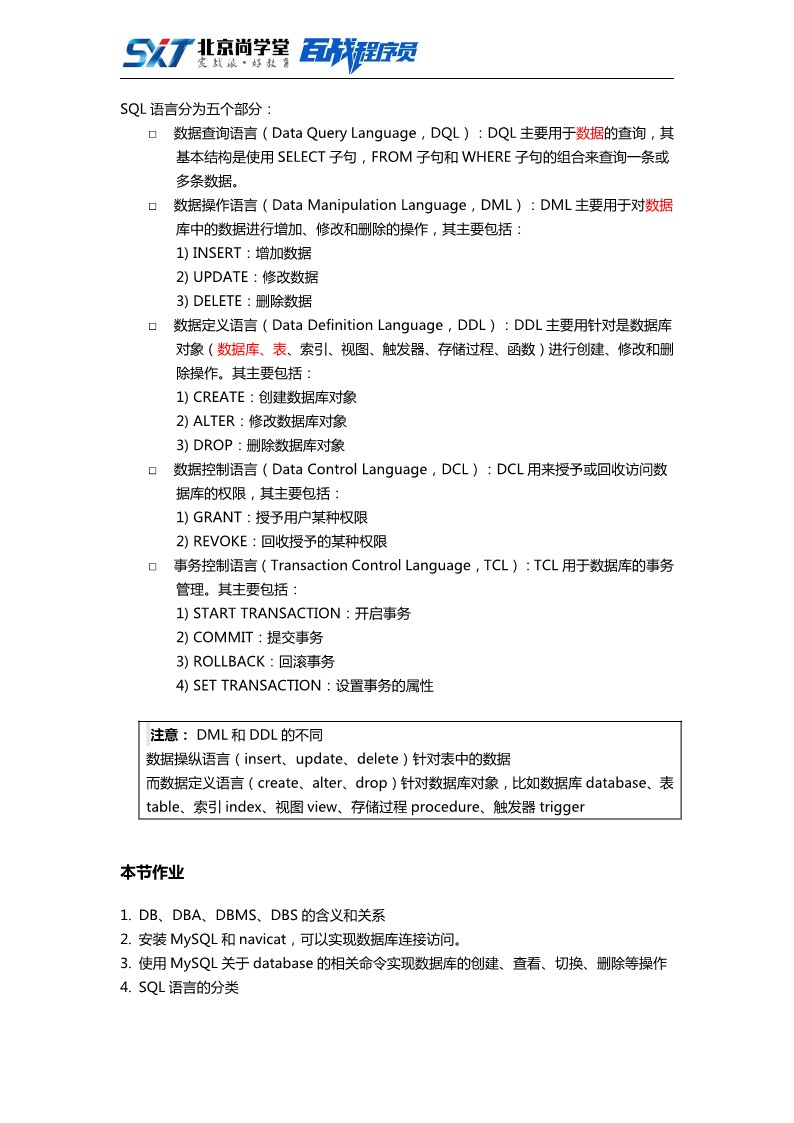 SXT 北京尚学堂 百战程序员
实战派·好教育
SQL 语言分为五个部分：
□ 数据查询语言（Data Query Language，DQL）：DQL 主要用于数据的查询，其
基本结构是使用 SELECT 子句，FROM 子句和 WHERE 子句的组合来查询一条或
多条数据。
□ 数据操作语言（Data Manipulation Language，DML）：DML 主要用于对数据
库中的数据进行增加、修改和删除的操作，其主要包括：
1) INSERT：增加数据
2) UPDATE：修改数据
3) DELETE：删除数据
□ 数据定义语言（Data Definition Language，DDL）：DDL 主要用针对是数据库
对象（数据库、表、索引、视图、触发器、存储过程、函数）进行创建、修改和删
除操作。其主要包括：
1) CREATE：创建数据库对象
2) ALTER：修改数据库对象
3) DROP：删除数据库对象
□ 数据控制语言（Data Control Language，DCL）：DCL 用来授予或回收访问数
据库的权限，其主要包括：
1) GRANT：授予用户某种权限
2) REVOKE：回收授予的某种权限
□ 事务控制语言（Transaction Control Language，TCL）：TCL 用于数据库的事务
管理。其主要包括：
1) START TRANSACTION：开启事务
2) COMMIT：提交事务
3) ROLLBACK：回滚事务
4) SET TRANSACTION：设置事务的属性
注意： DML 和 DDL 的不同
数据操纵语言（insert、update、delete）针对表中的数据
而数据定义语言（create、alter、drop）针对数据库对象，比如数据库 database、表
table、索引 index、视图 view、存储过程 procedure、触发器 trigger
本节作业
1. DB、DBA、DBMS、DBS 的含义和关系
2. 安装 MySQL 和 navicat，可以实现数据库连接访问。
3. 使用 MySQL 关于 database 的相关命令实现数据库的创建、查看、切换、删除等操作
4. SQL 语言的分类